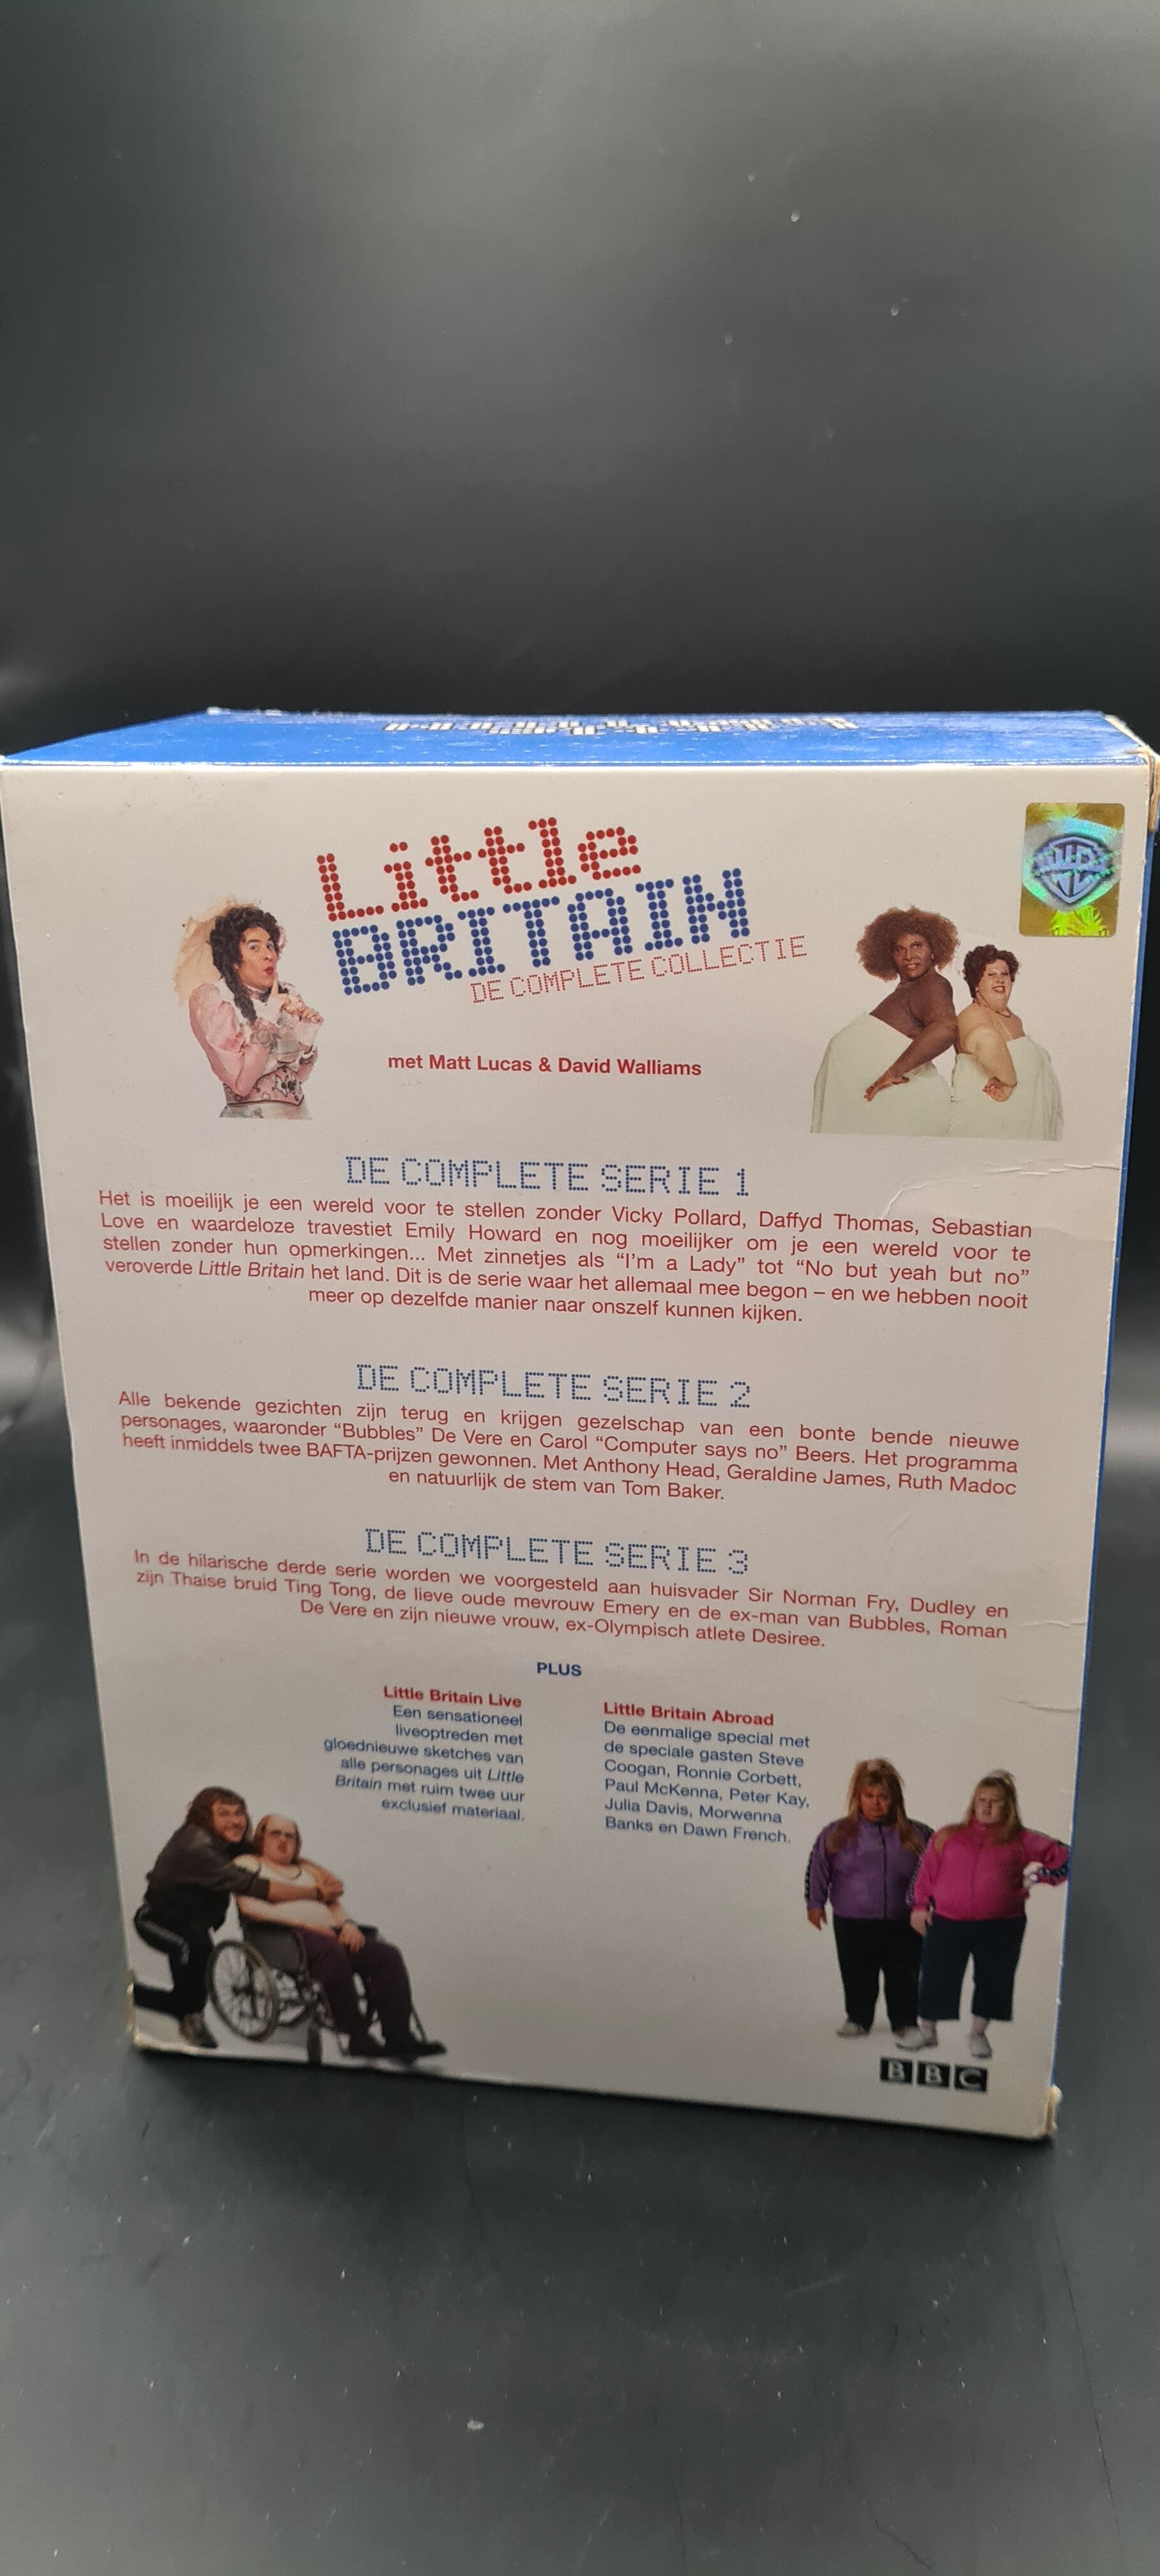 Little
BRITAIN
DE COMPLETE COLLECTIE
met Matt Lucas & David Walliams
DE COMPLETE SERIE 1
Het is moeilijk je een wereld voor te stellen zonder Vicky Pollard, Daffyd Thomas, Sebastian
Love en waardeloze travestiet Emily Howard en nog moeilijker om je een wereld voor te
stellen zonder hun opmerkingen... Met zinnetjes als “I’m a Lady” tot “No but yeah but no”
veroverde Little Britain het land. Dit is de serie waar het allemaal mee begon – en we hebben nooit
meer op dezelfde manier naar onszelf kunnen kijken.
DE COMPLETE SERIE 2
Alle bekende gezichten zijn terug en krijgen gezelschap van een bonte bende nieuwe
personages, waaronder “Bubbles” De Vere en Carol “Computer says no” Beers. Het programma
heeft inmiddels twee BAFTA-prijzen gewonnen. Met Anthony Head, Geraldine James, Ruth Madoc
en natuurlijk de stem van Tom Baker.
DE COMPLETE SERIE 3
In de hilarische derde serie worden we voorgesteld aan huisvader Sir Norman Fry, Dudley en
zijn Thaise bruid Ting Tong, de lieve oude mevrouw Emery en de ex-man van Bubbles, Roman
De Vere en zijn nieuwe vrouw, ex-Olympisch atlete Desiree.
PLUS
Little Britain Live
Een sensationeel
liveoptreden met
gloednieuwe sketches van
alle personages uit Little
Britain met ruim twee uur
exclusief materiaal.
Little Britain Abroad
De eenmalige special met
de speciale gasten Steve
Coogan, Ronnie Corbett,
Paul McKenna, Peter Kay,
Julia Davis, Morwenna
Banks en Dawn French.
BBC
WB